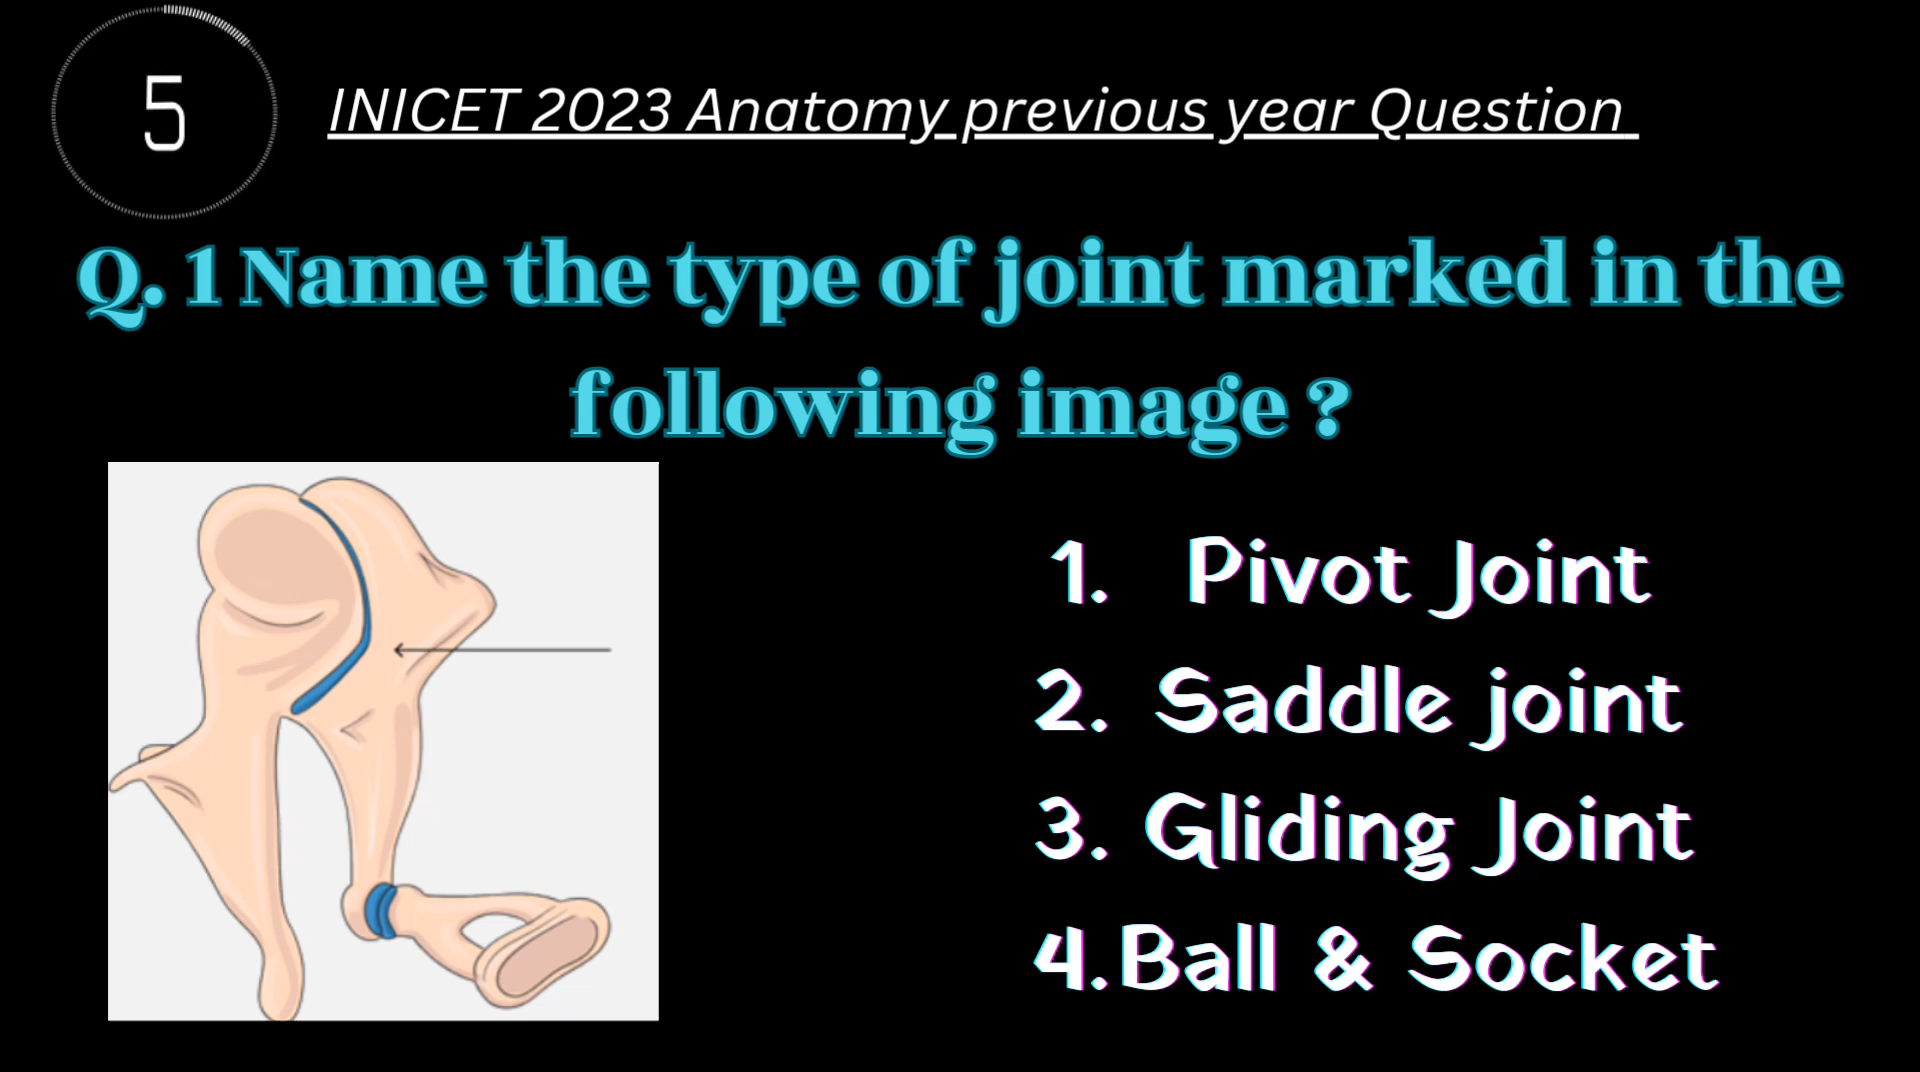 5
INICET 2023 Anatomy previous year Question
Q. 1 Name the type of joint marked in the
following image ?
1. Pivot Joint
2. Saddle joint
3. Gliding Joint
4. Ball & Socket